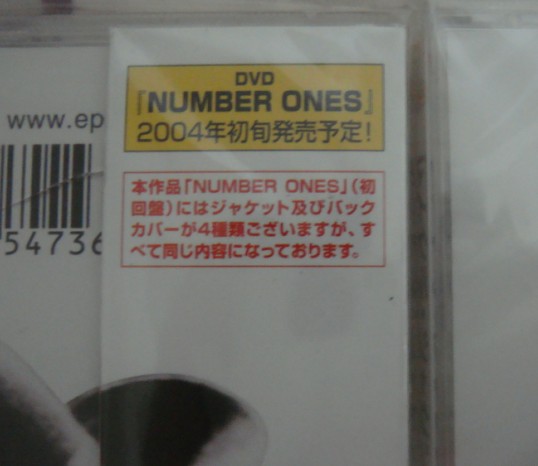 DVD
『NUMBER ONES』
2004年初旬発売予定!
www.ep
本作品「NUMBER ONES」(初
回盤)にはジャケット及びバック
カバーが4種類ございますが、す
べて同じ内容になっております。
54736